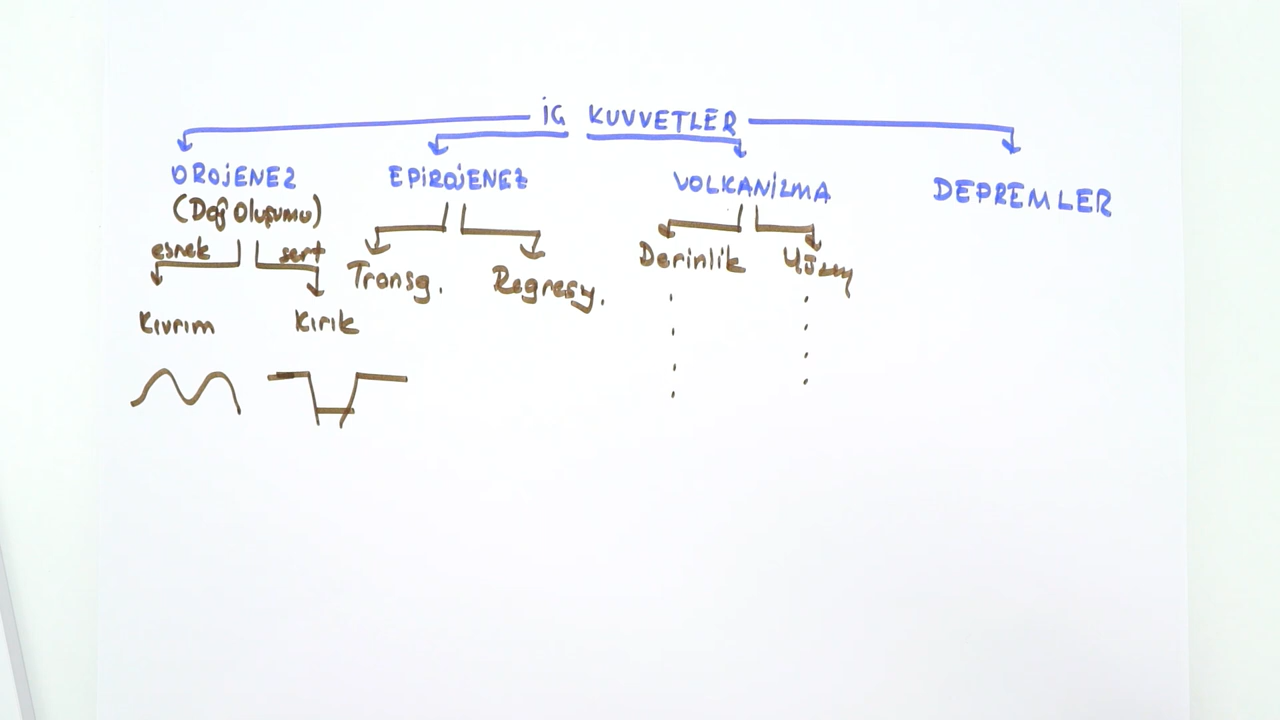 İÇ KUVVETLER
OROJENEZ
(Dağ Oluşumu)
esnek sert
Kıvrım Kırık
EPİROJENEZ
Transg. Regresy.
VOLKANİZMA
Derinlik Yüzey
DEPREMLER